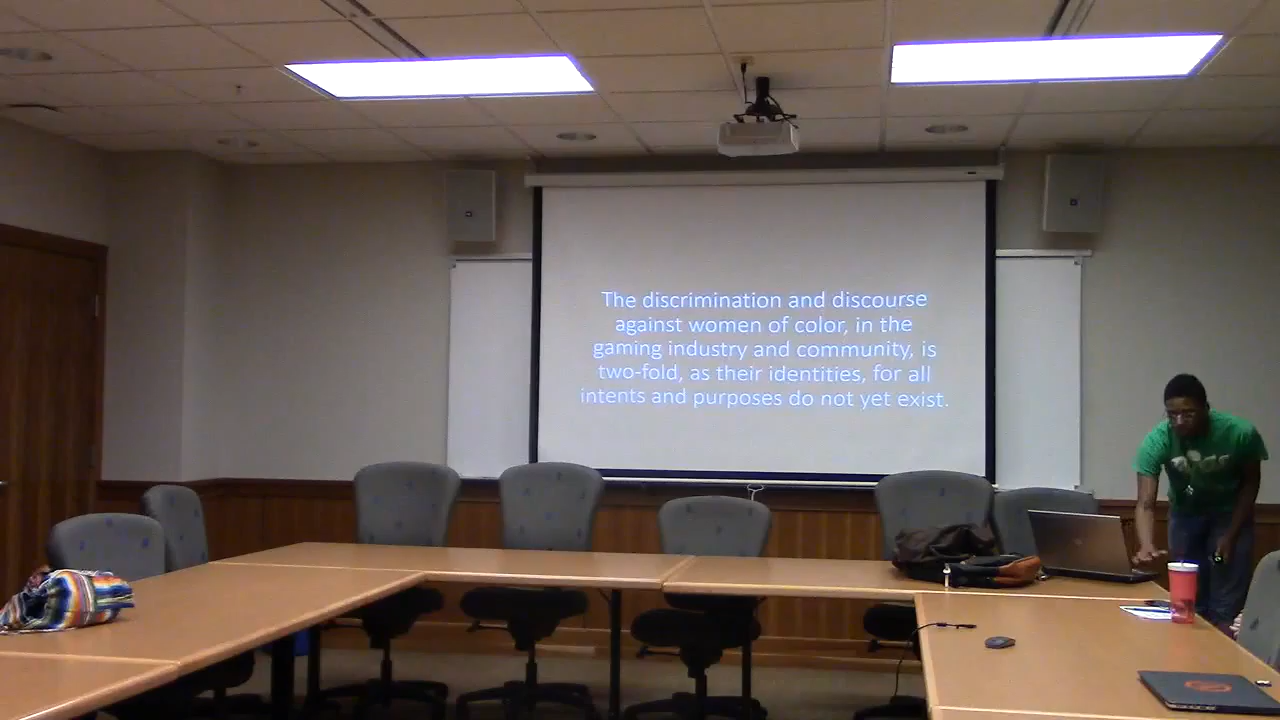 The discrimination and discourse
against women of color, in the
gaming industry and community, is
two-fold, as their identities, for all
intents and purposes do not yet exist.